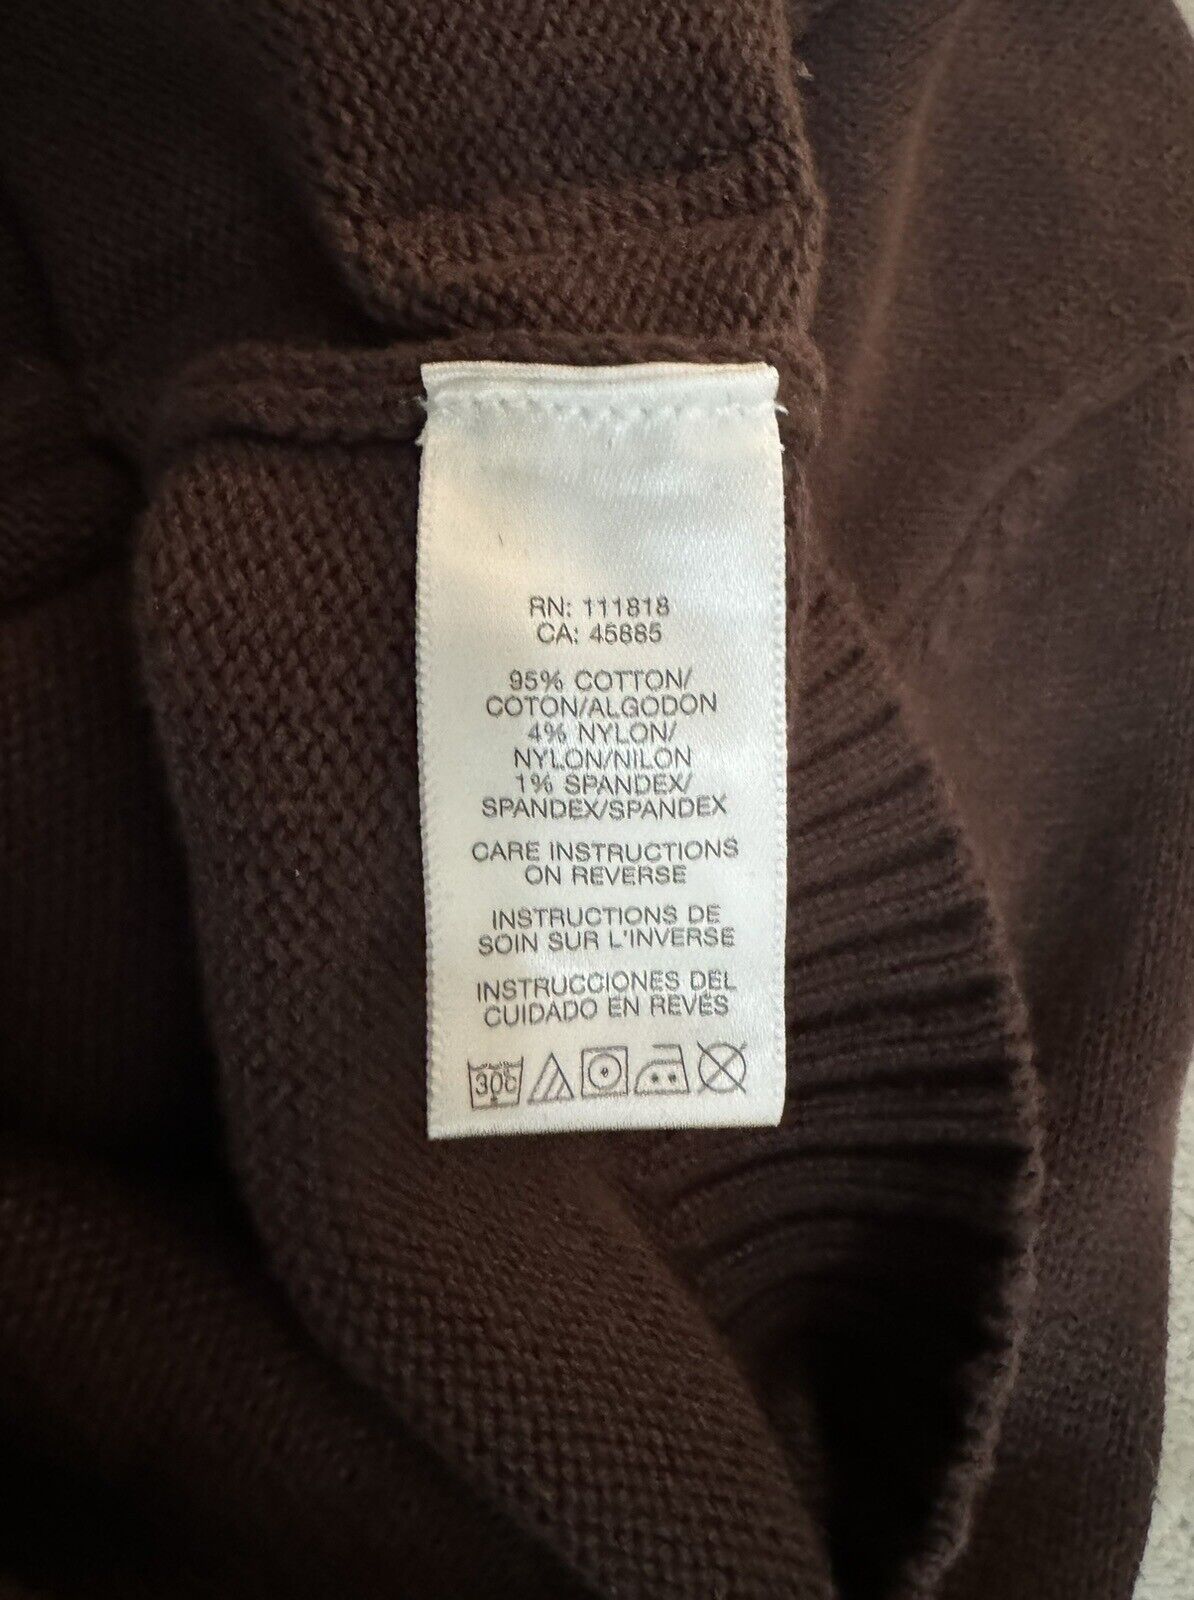 RN: 111818
CA: 45885
95% COTTON/
COTON/ALGODON
4% NYLON/
NYLON/NILON
1% SPANDEX/
SPANDEX/SPANDEX
CARE INSTRUCTIONS
ON REVERSE
INSTRUCTIONS DE
SOIN SUR L'INVERSE
INSTRUCCIONES DEL
CUIDADO EN REVÉS
30c